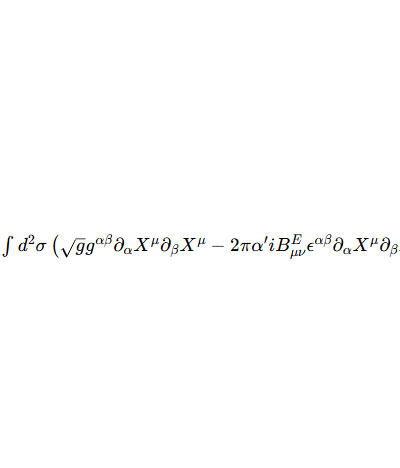 ∫ d²σ (√g g^{αβ} ∂_α X^μ ∂_β X^μ − 2πα′ i B^E_{μν} ϵ^{αβ} ∂_α X^μ ∂_β